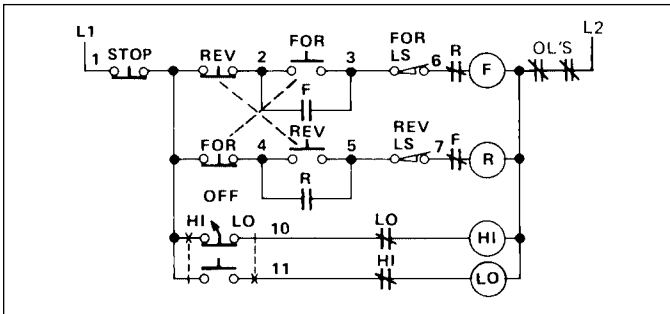 L1 L2
1 STOP REV 2 FOR 3 FOR LS 6 R F OL'S
F
FOR 4 REV 5 REV LS 7 F R
R
OFF
HI LO 10 LO HI
11 HI LO